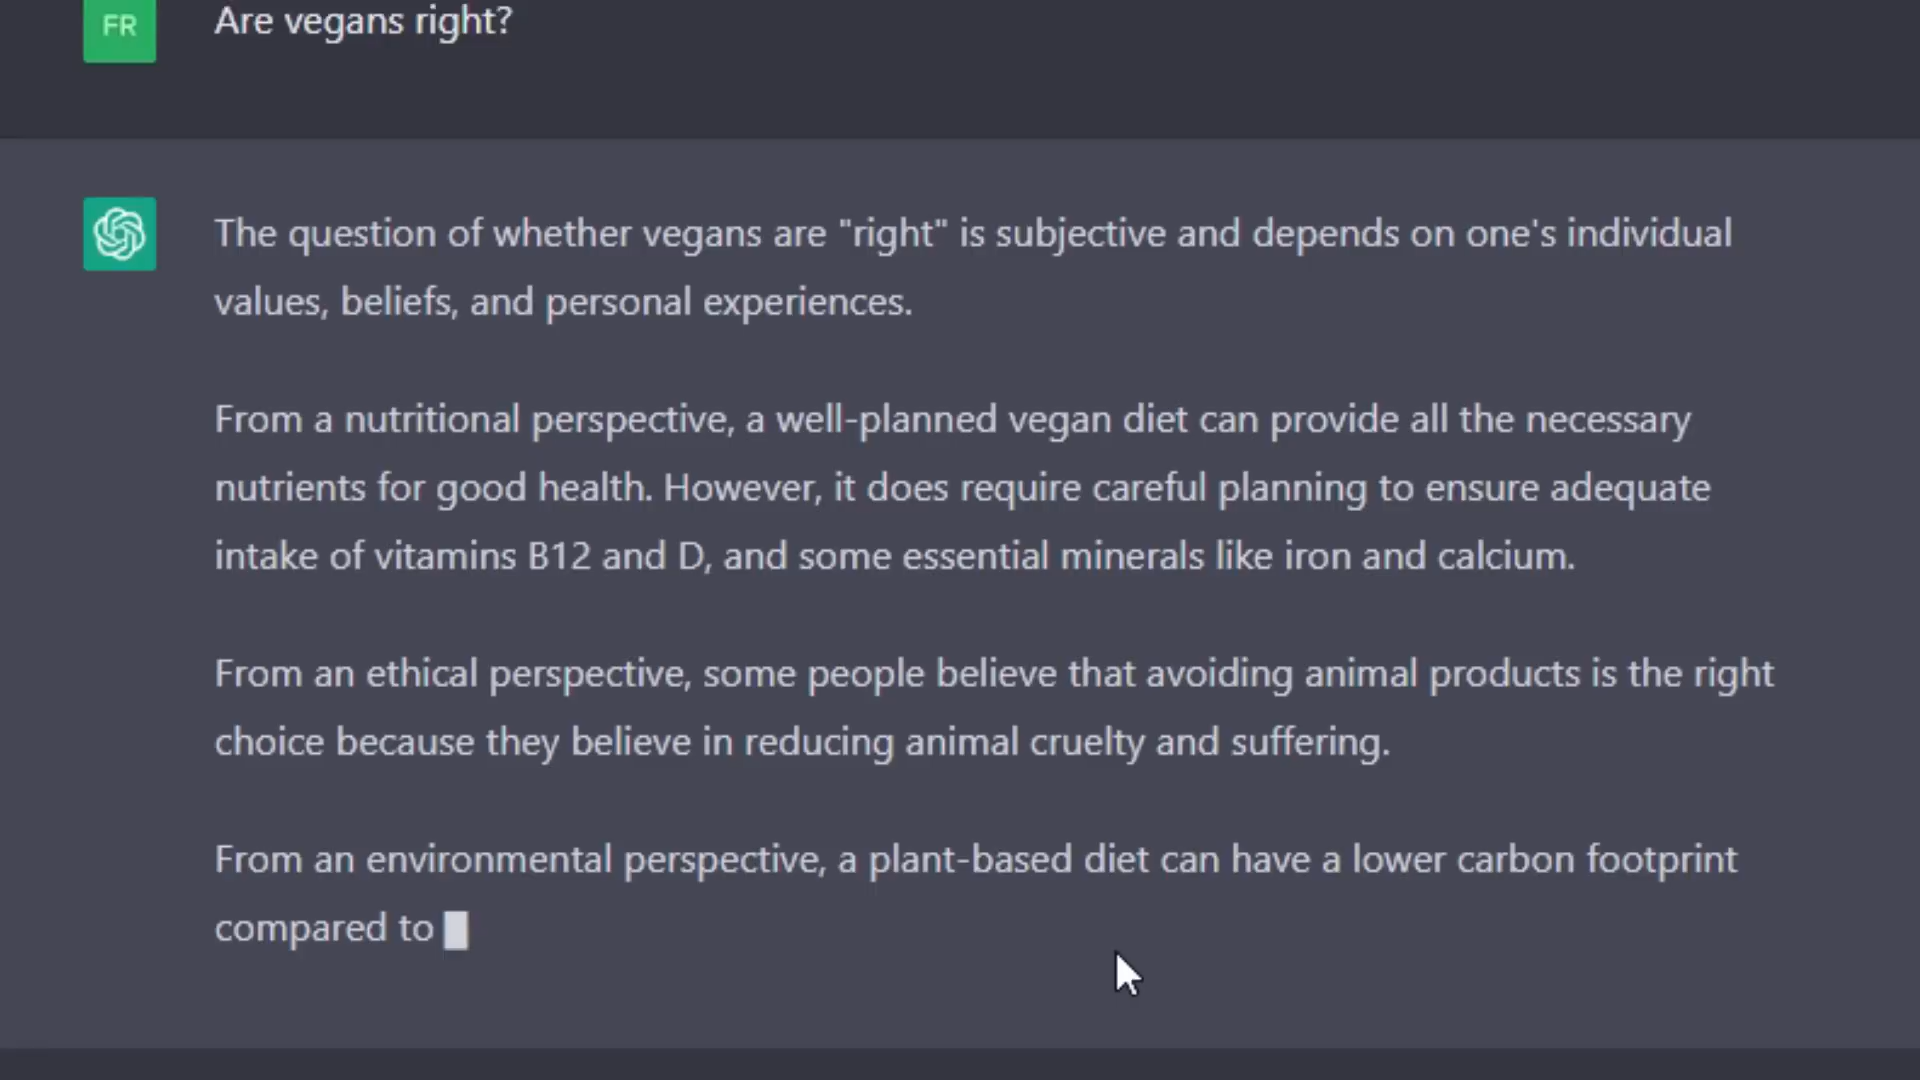 FR
Are vegans right?
The question of whether vegans are "right" is subjective and depends on one's individual
values, beliefs, and personal experiences.
From a nutritional perspective, a well-planned vegan diet can provide all the necessary
nutrients for good health. However, it does require careful planning to ensure adequate
intake of vitamins B12 and D, and some essential minerals like iron and calcium.
From an ethical perspective, some people believe that avoiding animal products is the right
choice because they believe in reducing animal cruelty and suffering.
From an environmental perspective, a plant-based diet can have a lower carbon footprint
compared to